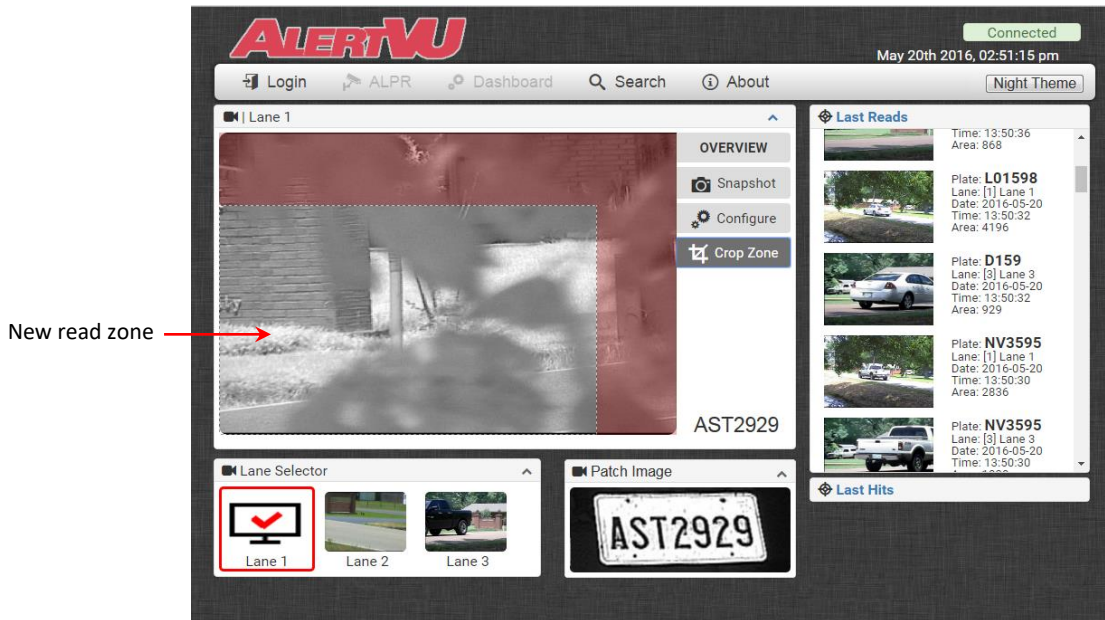 ALERTVU
Connected
May 20th 2016, 02:51:15 pm
Login
ALPR
Dashboard
Search
About
Night Theme
| Lane 1
OVERVIEW
Snapshot
Configure
Crop Zone
ty
AST2929
New read zone
Last Reads
Time: 13:50:36
Area: 868
Plate: L01598
Lane: [1] Lane 1
Date: 2016-05-20
Time: 13:50:32
Area: 4196
Plate: D159
Lane: [3] Lane 3
Date: 2016-05-20
Time: 13:50:32
Area: 929
Plate: NV3595
Lane: [1] Lane 1
Date: 2016-05-20
Time: 13:50:30
Area: 2836
Plate: NV3595
Lane: [3] Lane 3
Date: 2016-05-20
Time: 13:50:30
Last Hits
Lane Selector
Lane 1
Lane 2
Lane 3
Patch Image
AST2929